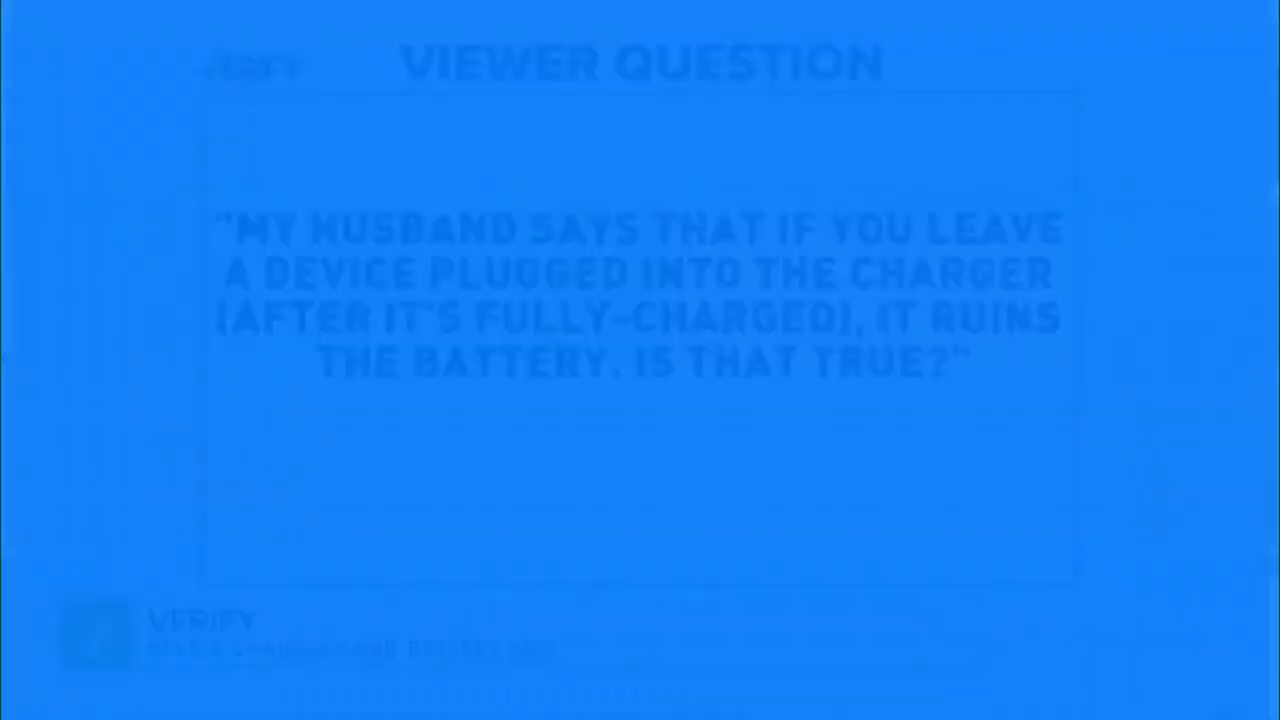 VERIFY VIEWER QUESTION
"MY HUSBAND SAYS THAT IF YOU LEAVE
A DEVICE PLUGGED INTO THE CHARGER
(AFTER IT'S FULLY-CHARGED), IT RUINS
THE BATTERY. IS THAT TRUE?"
VERIFY